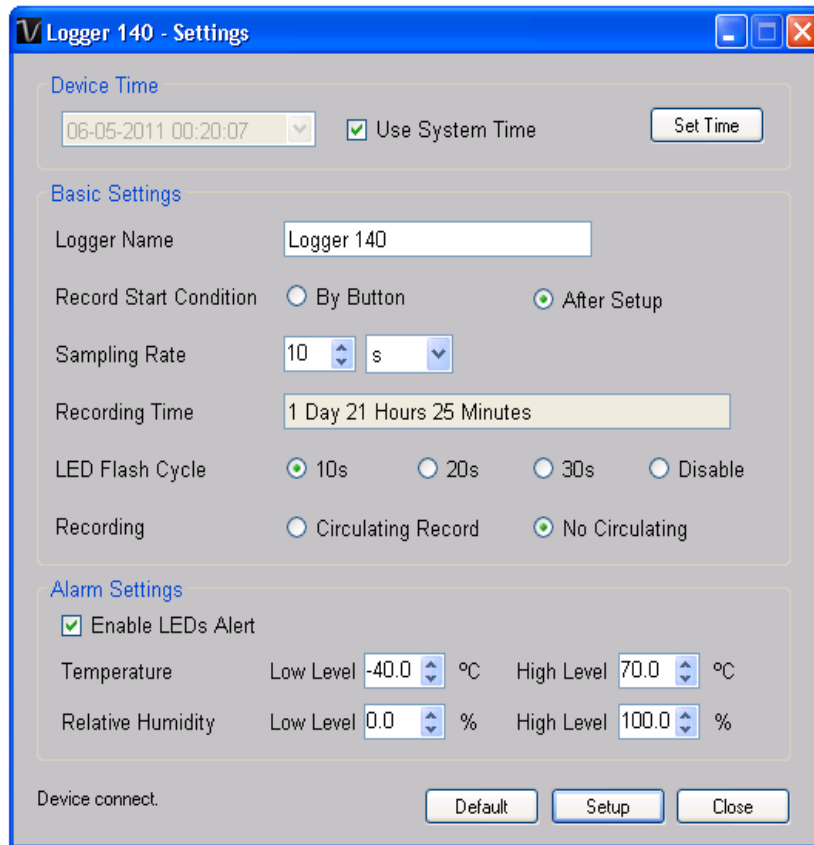 Logger 140 - Settings
Device Time
06-05-2011 00:20:07 Use System Time Set Time
Basic Settings
Logger Name Logger 140
Record Start Condition By Button After Setup
Sampling Rate 10 s
Recording Time 1 Day 21 Hours 25 Minutes
LED Flash Cycle 10s 20s 30s Disable
Recording Circulating Record No Circulating
Alarm Settings
Enable LEDs Alert
Temperature Low Level -40.0 ºC High Level 70.0 ºC
Relative Humidity Low Level 0.0 % High Level 100.0 %
Device connect. Default Setup Close